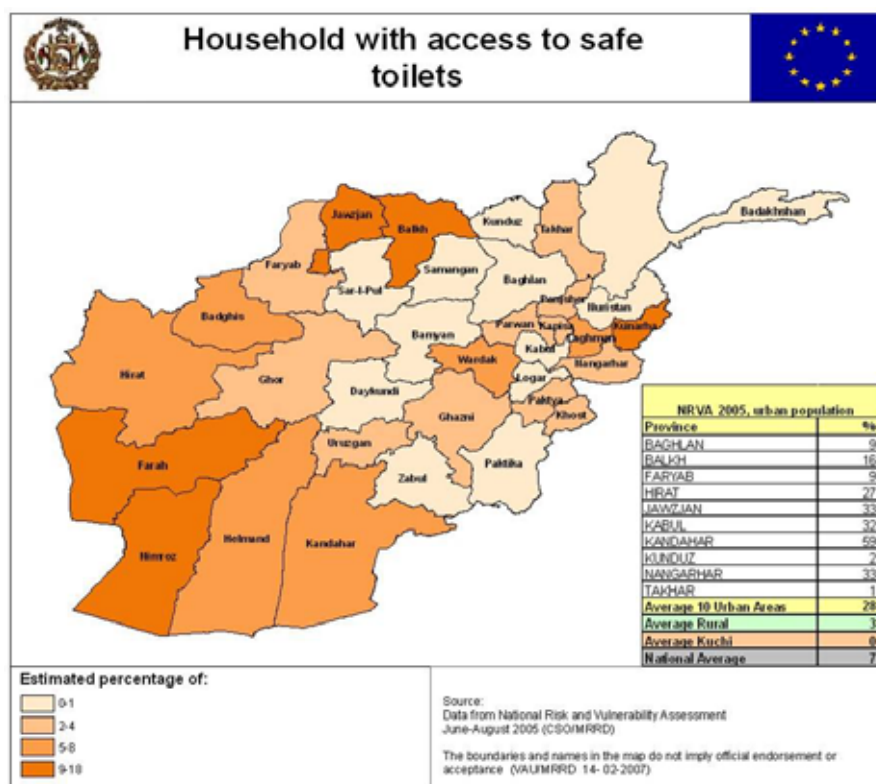 Household with access to safe
toilets
Jawzjan
Balkh
Kunduz
Takhar
Badakhshan
Faryab
Sar-I-Pul
Samangan
Baghlan
Badghis
Panjsher
Nuristan
Bamyan
Parwan
Kapisa
Laghman
Kunarha
Hirat
Ghor
Wardak
Kabul
Nangarhar
Daykundi
Logar
Ghazni
Paktya
Khost
Uruzgan
Farah
Zabul
Paktika
Nimroz
Helmand
Kandahar
NRVA 2005, urban population
Province %
BAGHLAN 9
BALKH 16
FARYAB 9
HIRAT 27
JAWZJAN 33
KABUL 32
KANDAHAR 59
KUNDUZ 2
NANGARHAR 33
TAKHAR 1
Average 10 Urban Areas 28
Average Rural 3
Average Kuchi 0
National Average 7
Estimated percentage of:
0-1
2-4
5-8
9-18
Source:
Data from National Risk and Vulnerability Assessment
June-August 2005 (CSO/MRRD)
The boundaries and names in the map do not imply official endorsement or
acceptance (VAU/MRRD 14- 02-2007)